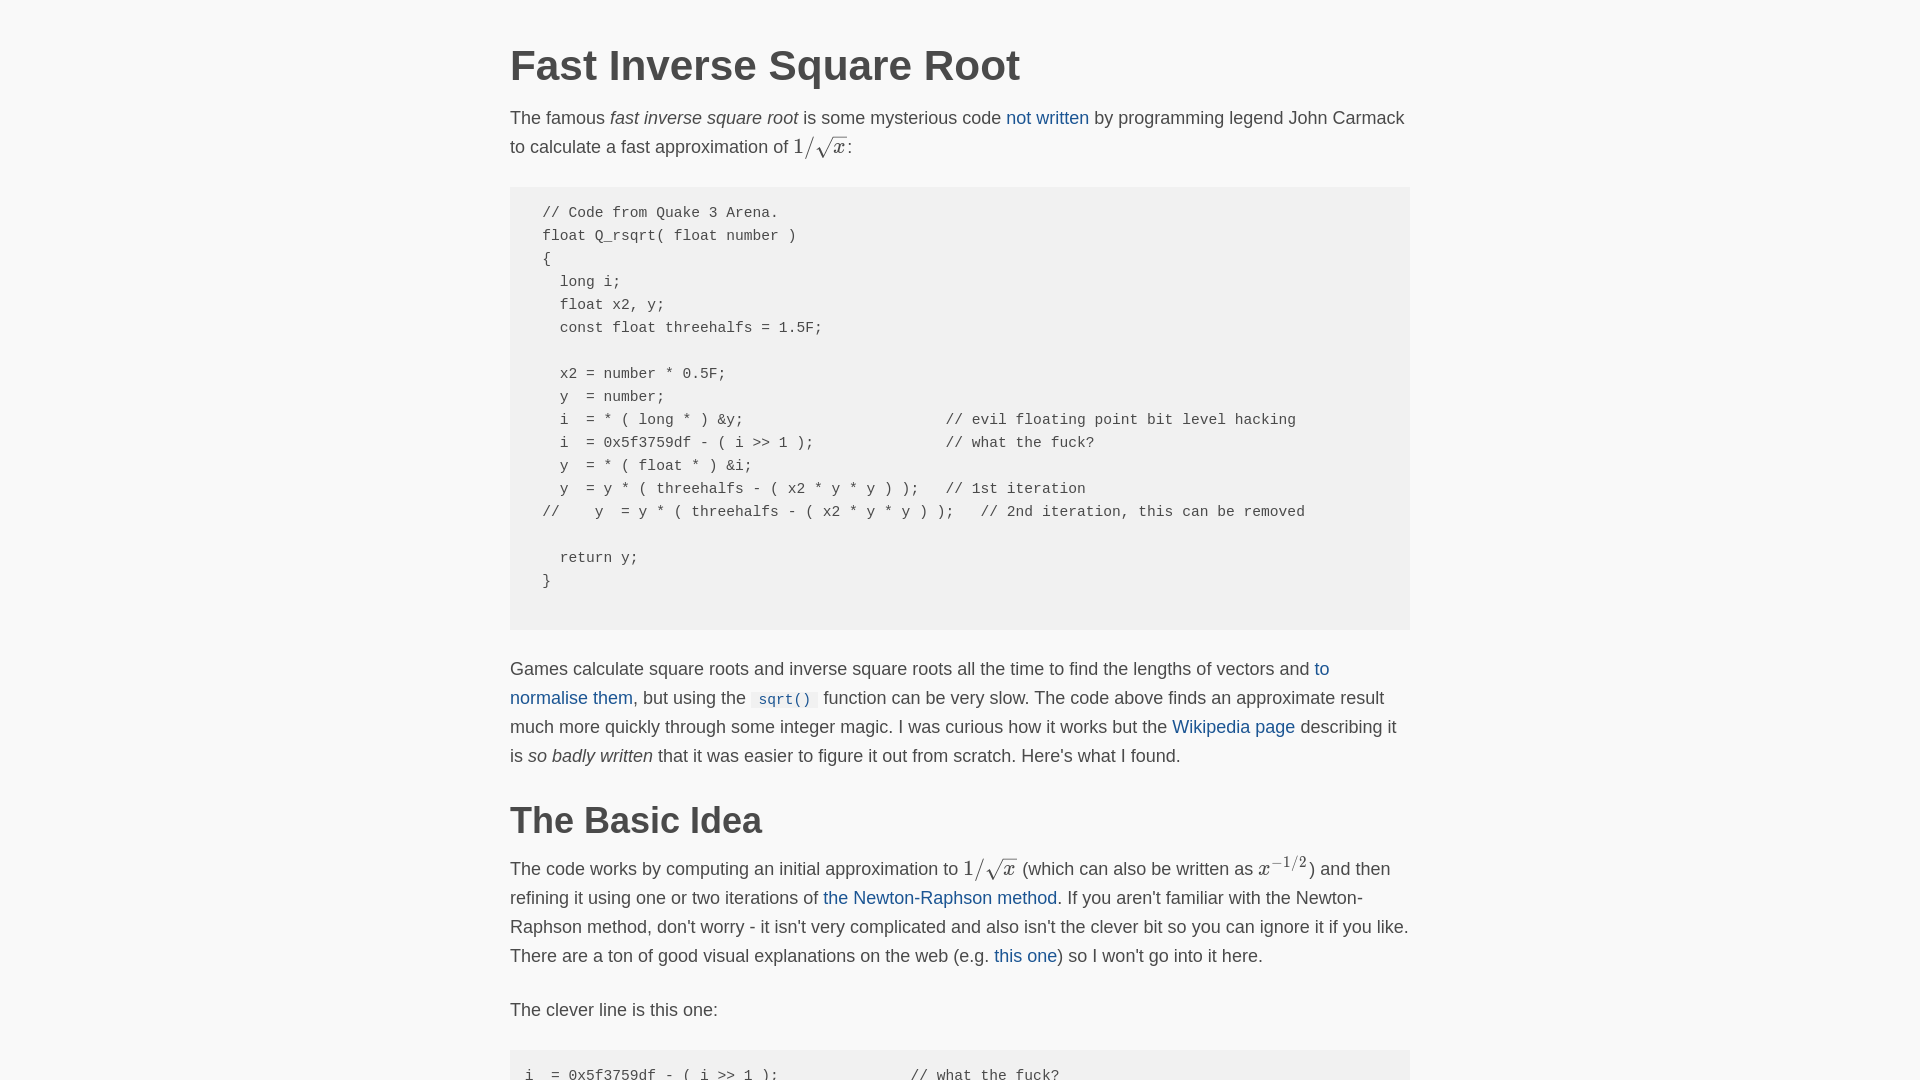 Fast Inverse Square Root
The famous fast inverse square root is some mysterious code not written by programming legend John Carmack
to calculate a fast approximation of 1/√x:
// Code from Quake 3 Arena.
float Q_rsqrt( float number )
{
  long i;
  float x2, y;
  const float threehalfs = 1.5F;

  x2 = number * 0.5F;
  y  = number;
  i  = * ( long * ) &y;                       // evil floating point bit level hacking
  i  = 0x5f3759df - ( i >> 1 );               // what the fuck?
  y  = * ( float * ) &i;
  y  = y * ( threehalfs - ( x2 * y * y ) );   // 1st iteration
//    y  = y * ( threehalfs - ( x2 * y * y ) );   // 2nd iteration, this can be removed

  return y;
}
Games calculate square roots and inverse square roots all the time to find the lengths of vectors and to
normalise them, but using the sqrt() function can be very slow. The code above finds an approximate result
much more quickly through some integer magic. I was curious how it works but the Wikipedia page describing it
is so badly written that it was easier to figure it out from scratch. Here's what I found.
The Basic Idea
The code works by computing an initial approximation to 1/√x (which can also be written as x^−1/2) and then
refining it using one or two iterations of the Newton-Raphson method. If you aren't familiar with the Newton-
Raphson method, don't worry - it isn't very complicated and also isn't the clever bit so you can ignore it if you like.
There are a ton of good visual explanations on the web (e.g. this one) so I won't go into it here.
The clever line is this one:
i  = 0x5f3759df - ( i >> 1 );               // what the fuck?